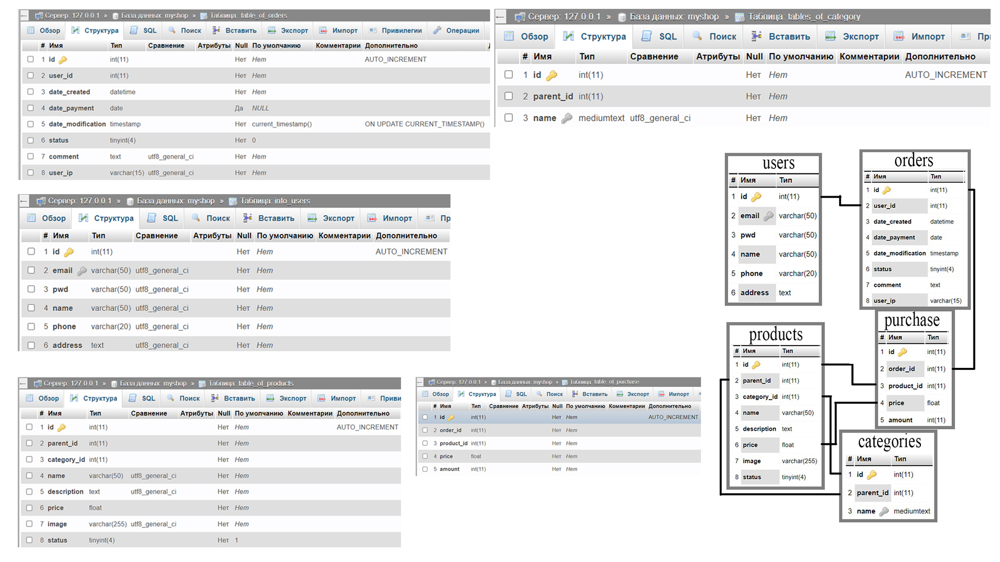 Сервер: 127.0.0.1 » База данных: myshop » Таблица: table_of_orders
Обзор Структура SQL Поиск Вставить Экспорт Импорт Привилегии Операции
# Имя Тип Сравнение Атрибуты Null По умолчанию Комментарии Дополнительно
1 id int(11) Нет Нет AUTO_INCREMENT
2 user_id int(11) Нет Нет
3 date_created datetime Нет Нет
4 date_payment date Да NULL
5 date_modification timestamp Нет current_timestamp() ON UPDATE CURRENT_TIMESTAMP()
6 status tinyint(4) Нет 0
7 comment text utf8_general_ci Нет Нет
8 user_ip varchar(15) utf8_general_ci Нет Нет
Сервер: 127.0.0.1 » База данных: myshop » Таблица: tables_of_category
Обзор Структура SQL Поиск Вставить Экспорт Импорт При
# Имя Тип Сравнение Атрибуты Null По умолчанию Комментарии Дополнительно
1 id int(11) Нет Нет AUTO_INCREMENT
2 parent_id int(11) Нет Нет
3 name mediumtext utf8_general_ci Нет Нет
Сервер: 127.0.0.1 » База данных: myshop » Таблица: info_users
Обзор Структура SQL Поиск Вставить Экспорт Импорт Пр
# Имя Тип Сравнение Атрибуты Null По умолчанию Комментарии Дополнительно
1 id int(11) Нет Нет AUTO_INCREMENT
2 email varchar(50) utf8_general_ci Нет Нет
3 pwd varchar(50) utf8_general_ci Нет Нет
4 name varchar(50) utf8_general_ci Нет Нет
5 phone varchar(20) utf8_general_ci Нет Нет
6 address text utf8_general_ci Нет Нет
Сервер: 127.0.0.1 » База данных: myshop » Таблица: table_of_products
Обзор Структура SQL Поиск Вставить Экспорт Импорт Приви
# Имя Тип Сравнение Атрибуты Null По умолчанию Комментарии Дополнительно
1 id int(11) Нет Нет AUTO_INCREMENT
2 parent_id int(11) Нет Нет
3 category_id int(11) Нет Нет
4 name varchar(50) utf8_general_ci Нет Нет
5 description text utf8_general_ci Нет Нет
6 price float Нет Нет
7 image varchar(255) utf8_general_ci Нет Нет
8 status tinyint(4) Нет 1
Сервер: 127.0.0.1 » База данных: myshop » Таблица: table_of_purchase
Обзор Структура SQL Поиск Вставить Экспорт Импорт
# Имя Тип Сравнение Атрибуты Null По умолчанию Комментарии Дополнительно
1 id int(11) Нет Нет AUTO_INCREMENT
2 order_id int(11) Нет Нет
3 product_id int(11) Нет Нет
4 price float Нет Нет
5 amount int(11) Нет Нет
users
# Имя Тип
1 id int(11)
2 email varchar(50)
3 pwd varchar(50)
4 name varchar(50)
5 phone varchar(20)
6 address text
orders
# Имя Тип
1 id int(11)
2 user_id int(11)
3 date_created datetime
4 date_payment date
5 date_modification timestamp
6 status tinyint(4)
7 comment text
8 user_ip varchar(15)
products
# Имя Тип
1 id int(11)
2 parent_id int(11)
3 category_id int(11)
4 name varchar(50)
5 description text
6 price float
7 image varchar(255)
8 status tinyint(4)
purchase
# Имя Тип
1 id int(11)
2 order_id int(11)
3 product_id int(11)
4 price float
5 amount int(11)
categories
# Имя Тип
1 id int(11)
2 parent_id int(11)
3 name mediumtext